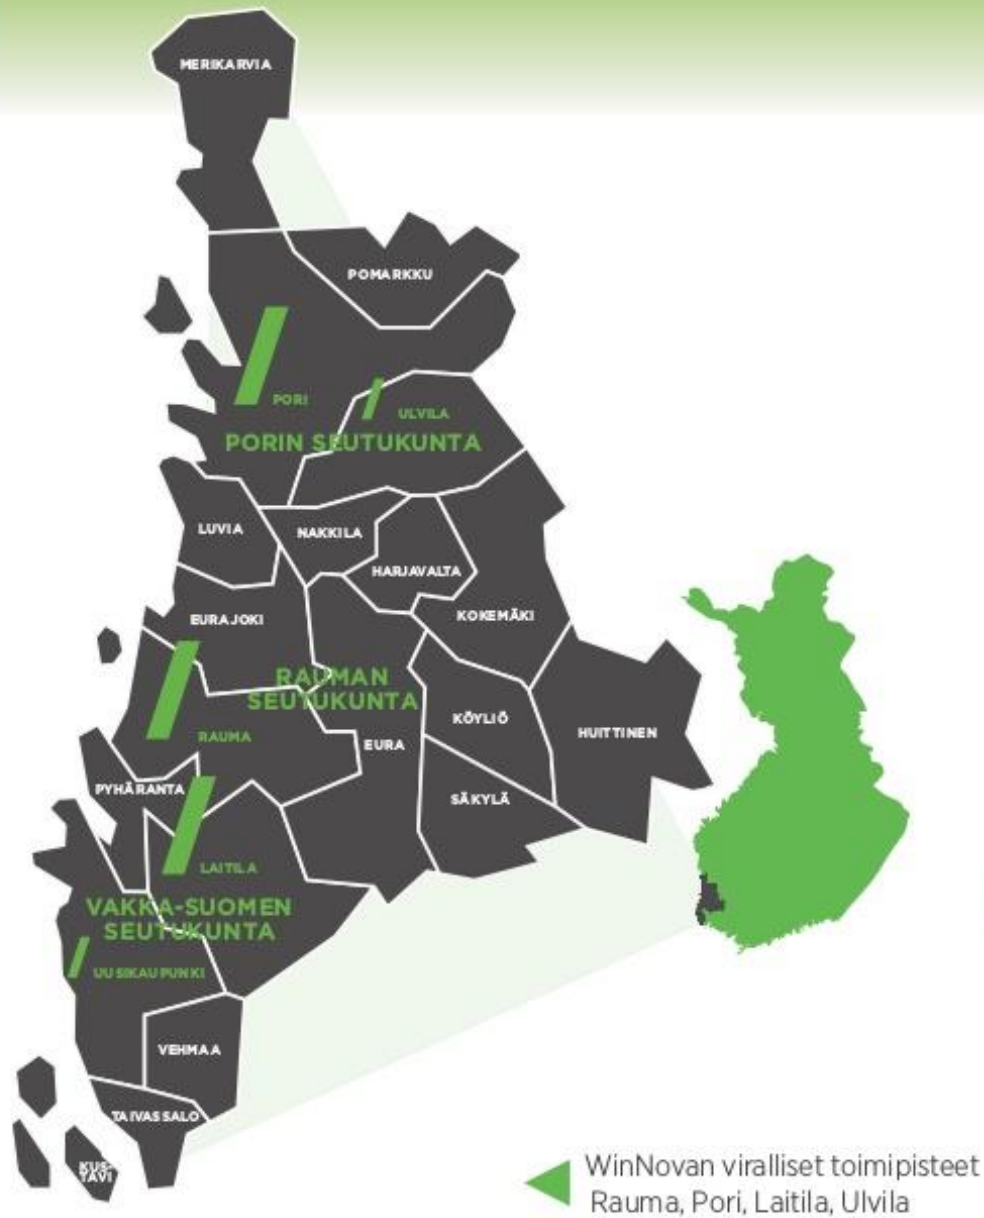 MERIKARVIA
POMARKKU
PORI
ULVILA
PORIN SEUTUKUNTA
LUVIA
NAKKILA
HARJAVALTA
KOKEMÄKI
EURAJOKI
RAUMAN
SEUTUKUNTA
KÖYLIÖ
HUITTINEN
RAUMA
EURA
PYHÄRANTA
SÄKYLÄ
LAITILA
VAKKA-SUOMEN
SEUTUKUNTA
UUSIKAUPUNKI
VEHMAA
TAIVASSALO
KUS-
TAVI
WinNovan viralliset toimipisteet
Rauma, Pori, Laitila, Ulvila